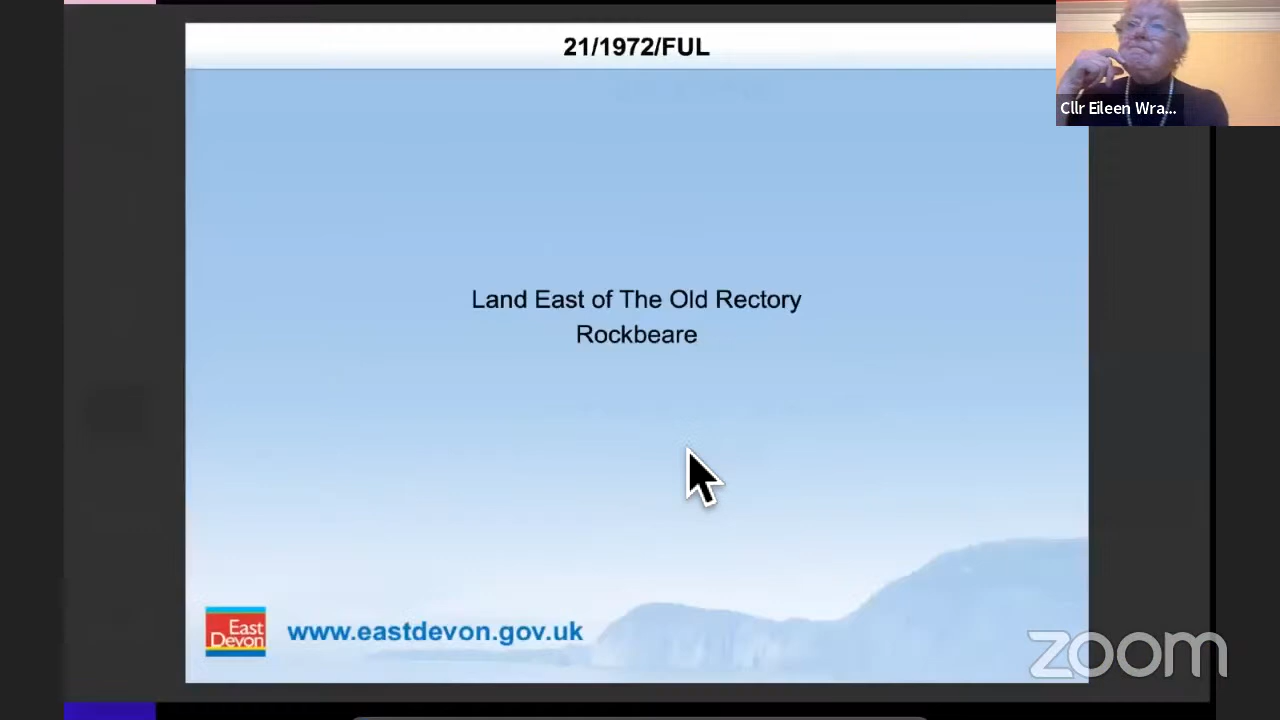 21/1972/FUL
Cllr Eileen Wra...
Land East of The Old Rectory
Rockbeare
East
Devon
www.eastdevon.gov.uk
zoom